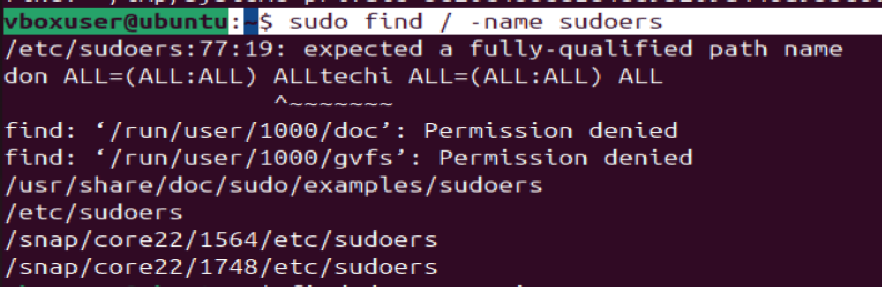 vboxuser@ubuntu:~$ sudo find / -name sudoers
/etc/sudoers:77:19: expected a fully-qualified path name
don ALL=(ALL:ALL) ALLtechi ALL=(ALL:ALL) ALL
^~~~~~~~
find: ‘/run/user/1000/doc’: Permission denied
find: ‘/run/user/1000/gvfs’: Permission denied
/usr/share/doc/sudo/examples/sudoers
/etc/sudoers
/snap/core22/1564/etc/sudoers
/snap/core22/1748/etc/sudoers